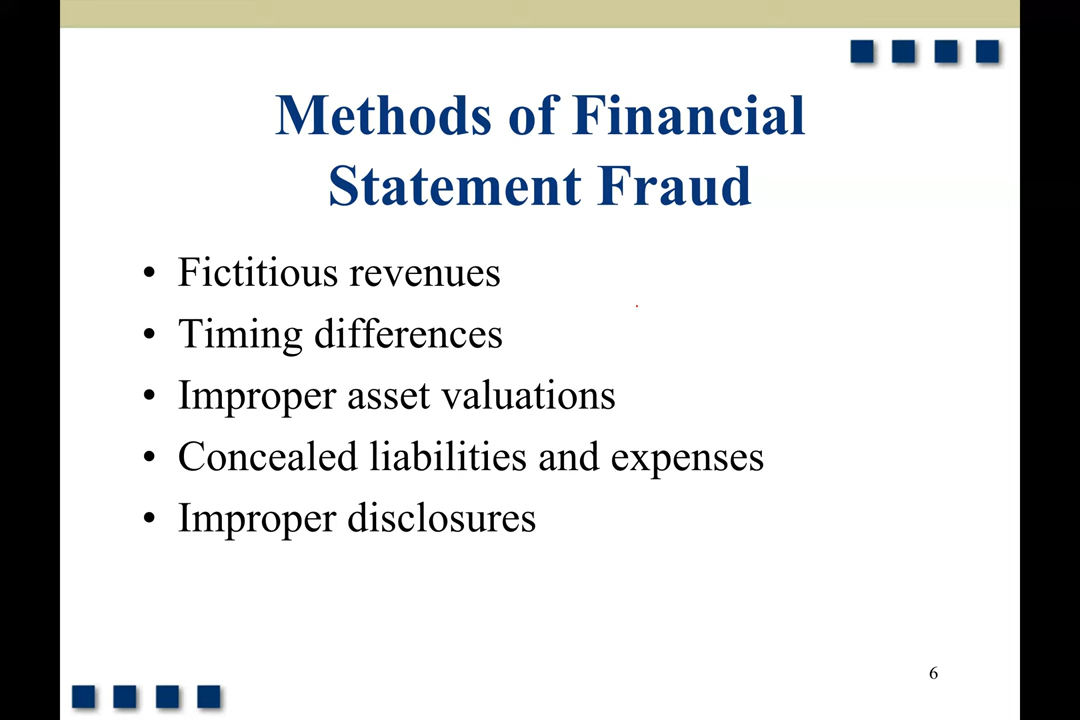 Methods of Financial
Statement Fraud
• Fictitious revenues
• Timing differences
• Improper asset valuations
• Concealed liabilities and expenses
• Improper disclosures
6